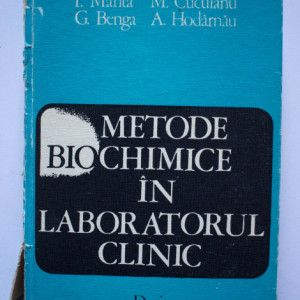 I. Manta M. Cucuianu
G. Benga A. Hodârnău
METODE
BIOCHIMICE
ÎN
LABORATORUL
CLINIC